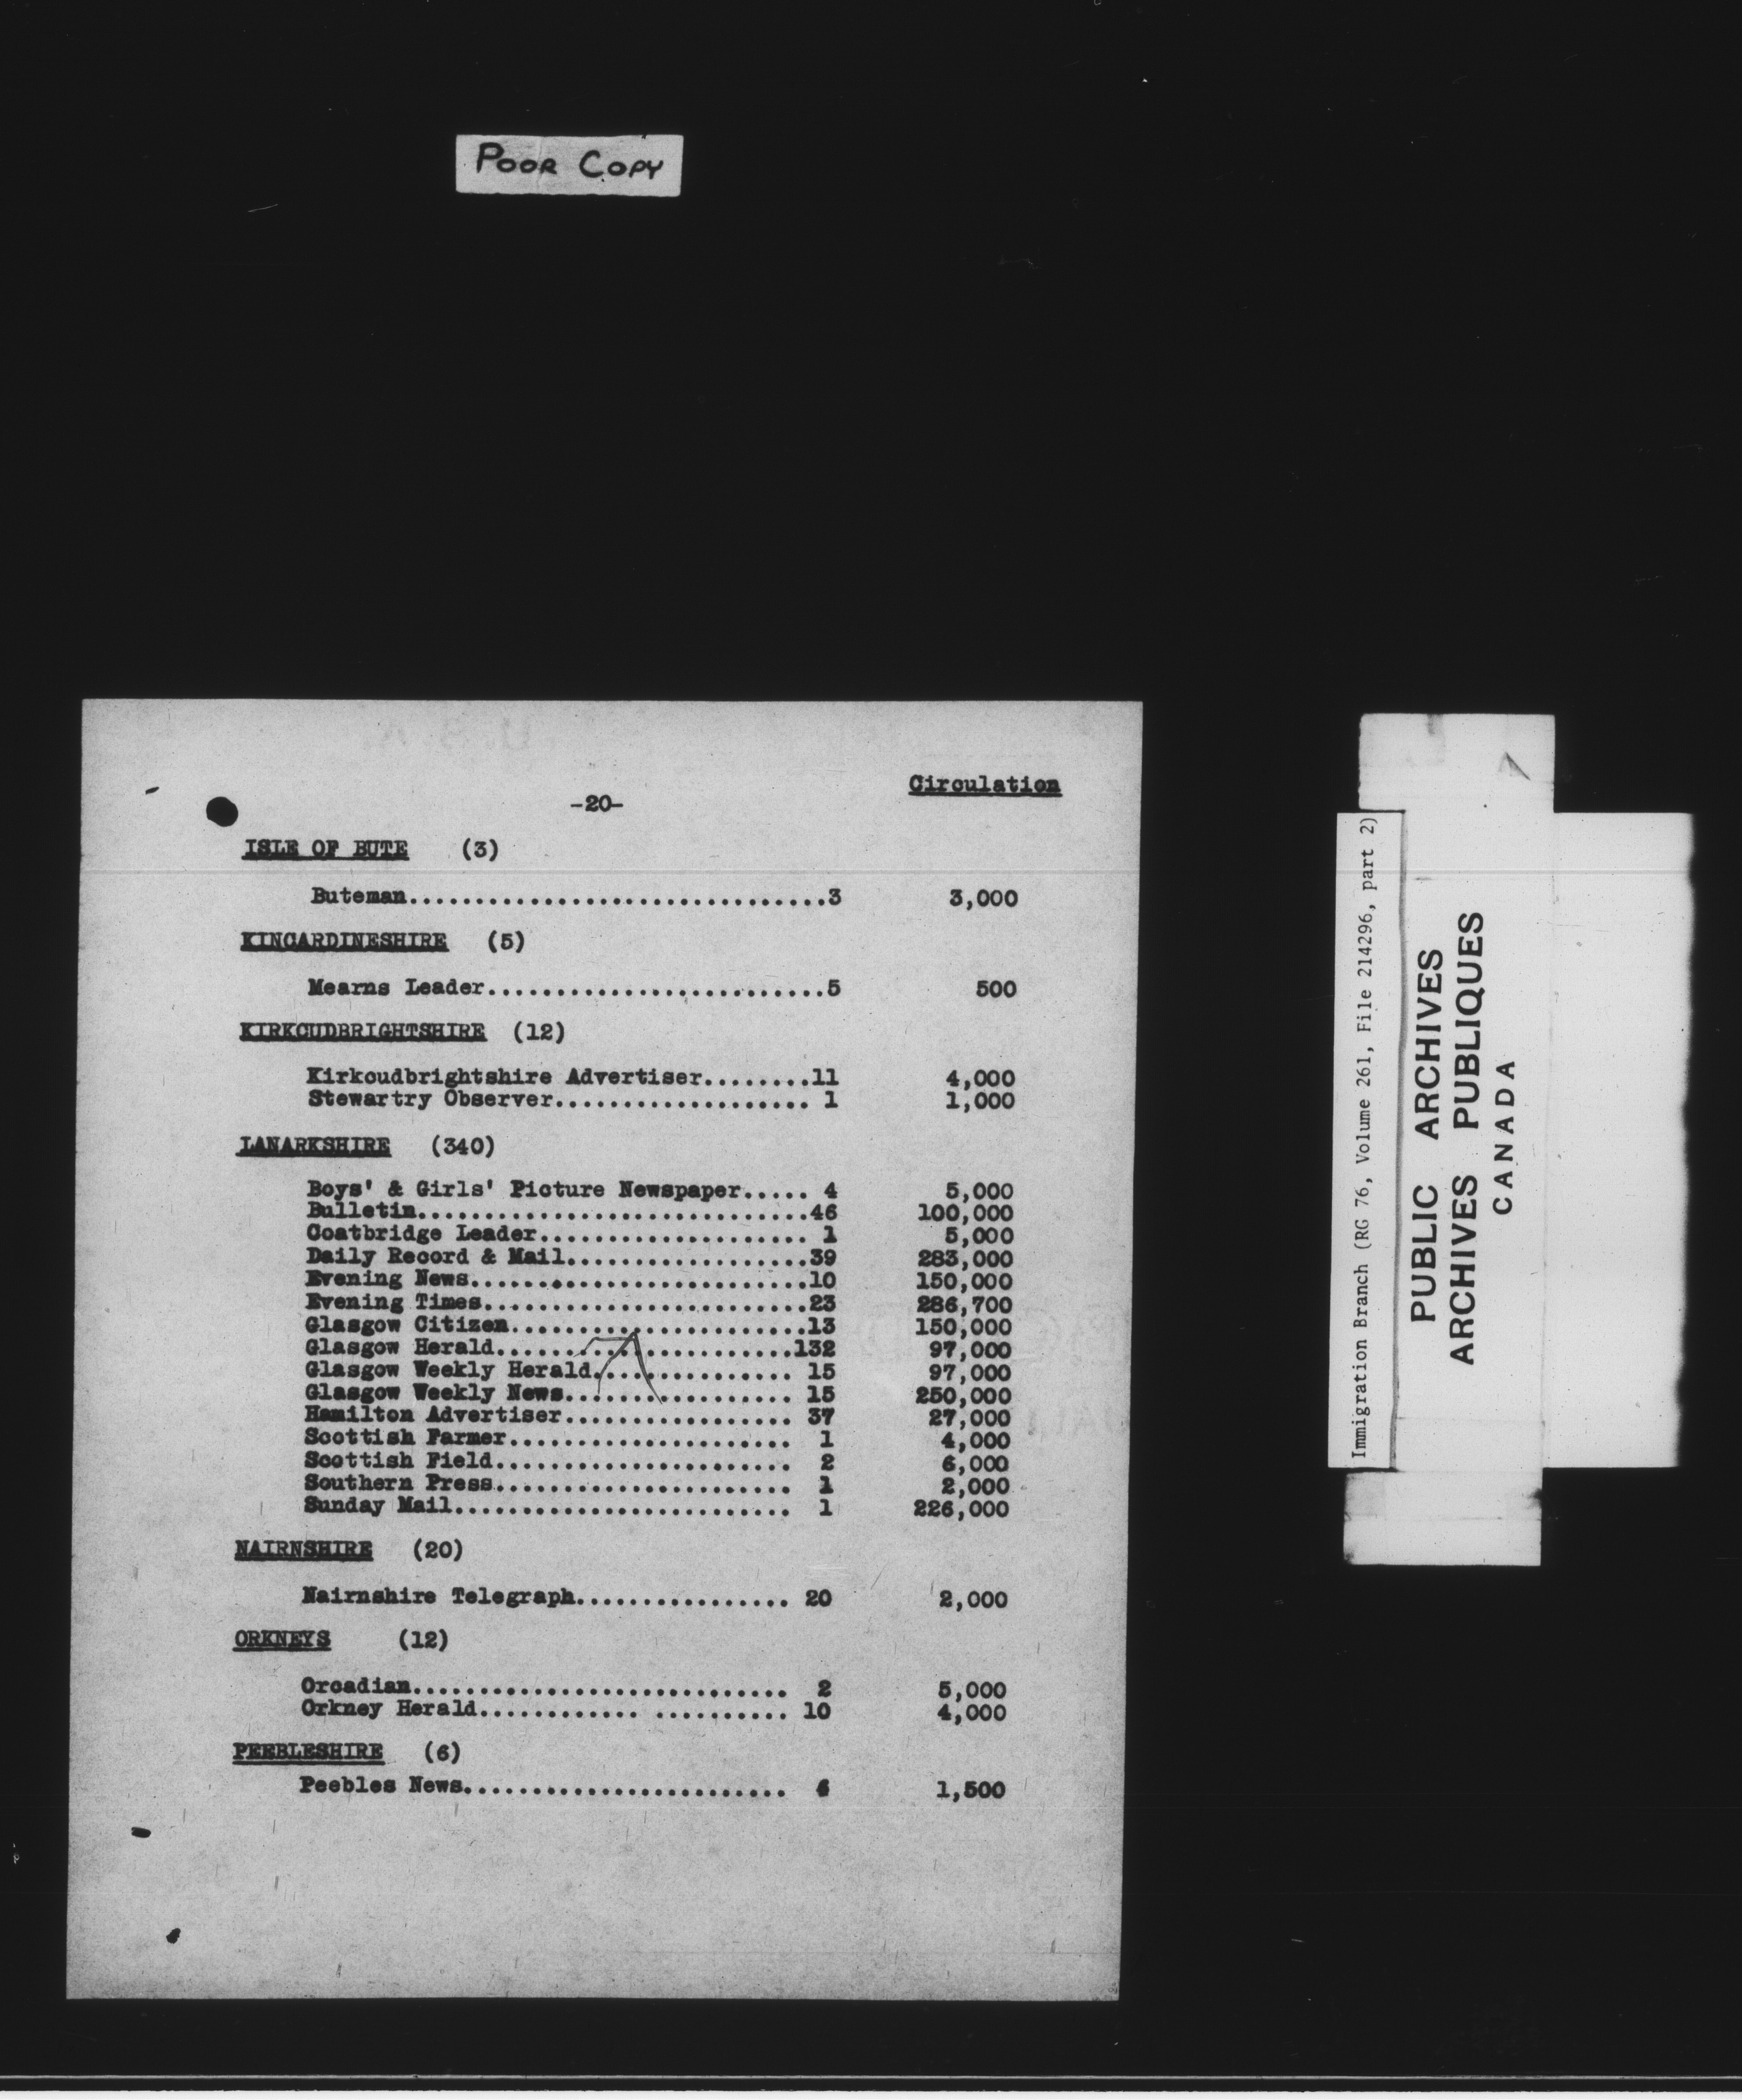 POOR COPY
Circulation
-20-
ISLE OF BUTE (3)
Buteman...............................3 3,000
KINCARDINESHIRE (5)
Mearns Leader.........................5 500
KIRKCUDBRIGHTSHIRE (12)
Kirkcudbrightshire Advertiser........11 4,000
Stewartry Observer................... 1 1,000
LANARKSHIRE (340)
Boys' & Girls' Picture Newspaper..... 4 5,000
Bulletin.............................46 100,000
Coatbridge Leader.................... 1 5,000
Daily Record & Mail..................39 283,000
Evening News.........................10 150,000
Evening Times........................23 286,700
Glasgow Citizen......................13 150,000
Glasgow Herald......................132 97,000
Glasgow Weekly Herald............... 15 97,000
Glasgow Weekly News................. 15 250,000
Hamilton Advertiser................. 37 27,000
Scottish Farmer..................... 1 4,000
Scottish Field...................... 2 6,000
Southern Press...................... 1 2,000
Sunday Mail......................... 1 226,000
NAIRNSHIRE (20)
Nairnshire Telegraph................ 20 2,000
ORKNEYS (12)
Orcadian............................ 2 5,000
Orkney Herald............ .......... 10 4,000
PEEBLESHIRE (6)
Peebles News........................ 6 1,500
Immigration Branch (RG 76, Volume 261, File 214296, part 2)
PUBLIC ARCHIVES
ARCHIVES PUBLIQUES
CANADA